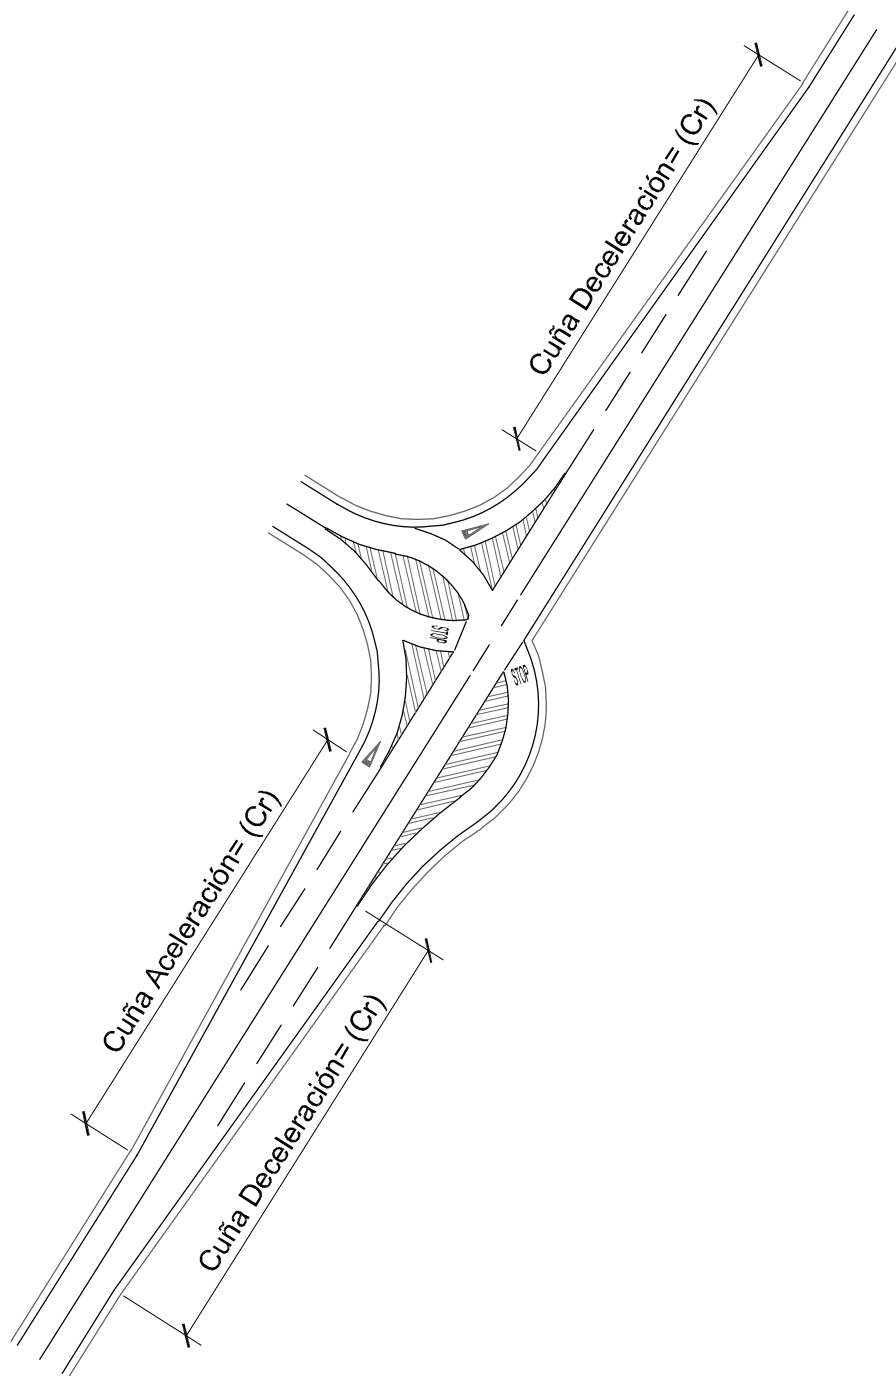 Cuña Deceleración= (Cr)
STOP
STOP
Cuña Aceleración= (Cr)
Cuña Deceleración= (Cr)